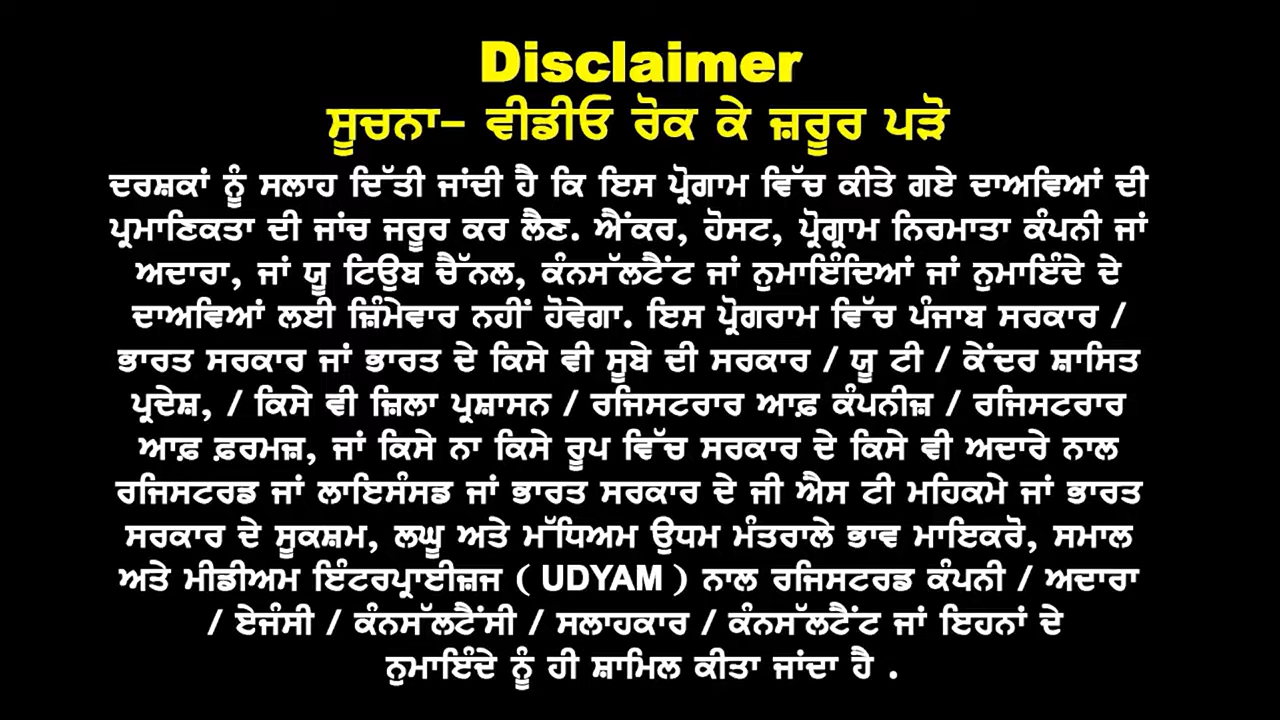 Disclaimer
ਸੂਚਨਾ- ਵੀਡੀਓ ਰੋਕ ਕੇ ਜ਼ਰੂਰ ਪੜੋ
ਦਰਸ਼ਕਾਂ ਨੂੰ ਸਲਾਹ ਦਿੱਤੀ ਜਾਂਦੀ ਹੈ ਕਿ ਇਸ ਪ੍ਰੋਗਾਮ ਵਿੱਚ ਕੀਤੇ ਗਏ ਦਾਅਵਿਆਂ ਦੀ
ਪ੍ਰਮਾਣਿਕਤਾ ਦੀ ਜਾਂਚ ਜਰੂਰ ਕਰ ਲੈਣ. ਐਂਕਰ, ਹੋਸਟ, ਪ੍ਰੋਗ੍ਰਾਮ ਨਿਰਮਾਤਾ ਕੰਪਨੀ ਜਾਂ
ਅਦਾਰਾ, ਜਾਂ ਯੂ ਟਿਉਬ ਚੈੱਨਲ, ਕੰਨਸੱਲਟੈਂਟ ਜਾਂ ਨੁਮਾਇੰਦਿਆਂ ਜਾਂ ਨੁਮਾਇੰਦੇ ਦੇ
ਦਾਅਵਿਆਂ ਲਈ ਜ਼ਿੰਮੇਵਾਰ ਨਹੀਂ ਹੋਵੇਗਾ. ਇਸ ਪ੍ਰੋਗਰਾਮ ਵਿੱਚ ਪੰਜਾਬ ਸਰਕਾਰ /
ਭਾਰਤ ਸਰਕਾਰ ਜਾਂ ਭਾਰਤ ਦੇ ਕਿਸੇ ਵੀ ਸੂਬੇ ਦੀ ਸਰਕਾਰ / ਯੂ ਟੀ / ਕੇਂਦਰ ਸ਼ਾਸਿਤ
ਪ੍ਰਦੇਸ਼, / ਕਿਸੇ ਵੀ ਜ਼ਿਲਾ ਪ੍ਰਸ਼ਾਸਨ / ਰਜਿਸਟਰਾਰ ਆਫ਼ ਕੰਪਨੀਜ਼ / ਰਜਿਸਟਰਾਰ
ਆਫ਼ ਫ਼ਰਮਜ਼, ਜਾਂ ਕਿਸੇ ਨਾ ਕਿਸੇ ਰੂਪ ਵਿੱਚ ਸਰਕਾਰ ਦੇ ਕਿਸੇ ਵੀ ਅਦਾਰੇ ਨਾਲ
ਰਜਿਸਟਰਡ ਜਾਂ ਲਾਇਸੰਸਡ ਜਾਂ ਭਾਰਤ ਸਰਕਾਰ ਦੇ ਜੀ ਐਸ ਟੀ ਮਹਿਕਮੇ ਜਾਂ ਭਾਰਤ
ਸਰਕਾਰ ਦੇ ਸੂਕਸ਼ਮ, ਲਘੂ ਅਤੇ ਮੱਧਿਅਮ ਉਧਮ ਮੰਤਰਾਲੇ ਭਾਵ ਮਾਇਕਰੋ, ਸਮਾਲ
ਅਤੇ ਮੀਡੀਅਮ ਇੰਟਰਪ੍ਰਾਈਜ਼ਜ ( UDYAM ) ਨਾਲ ਰਜਿਸਟਰਡ ਕੰਪਨੀ / ਅਦਾਰਾ
/ ਏਜੰਸੀ / ਕੰਨਸੱਲਟੈਂਸੀ / ਸਲਾਹਕਾਰ / ਕੰਨਸੱਲਟੈਂਟ ਜਾਂ ਇਹਨਾਂ ਦੇ
ਨੁਮਾਇੰਦੇ ਨੂੰ ਹੀ ਸ਼ਾਮਿਲ ਕੀਤਾ ਜਾਂਦਾ ਹੈ .